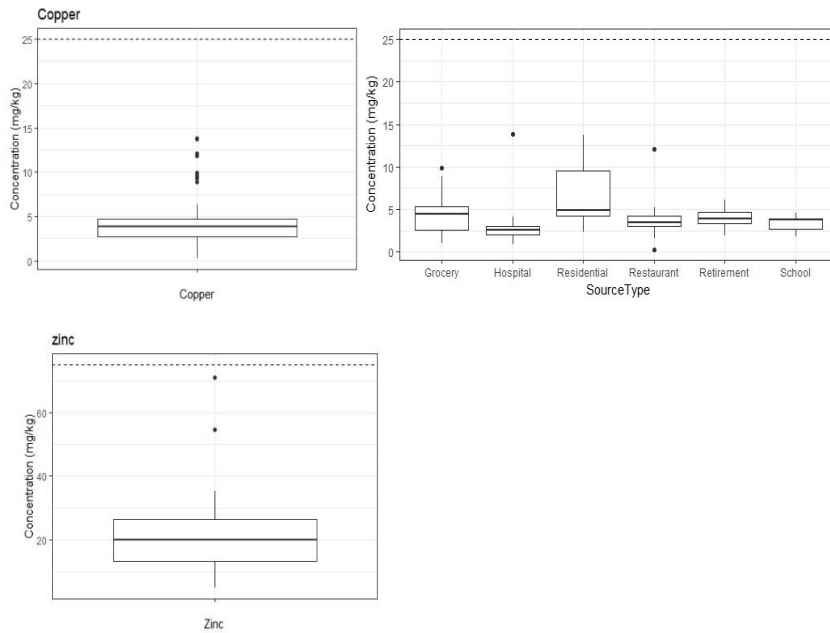 Copper
Concentration (mg/kg)
25
20
15
10
5
0
Copper
Concentration (mg/kg)
25
20
15
10
5
0
Grocery Hospital Residential Restaurant Retirement School
SourceType
zinc
Concentration (mg/kg)
60
40
20
Zinc